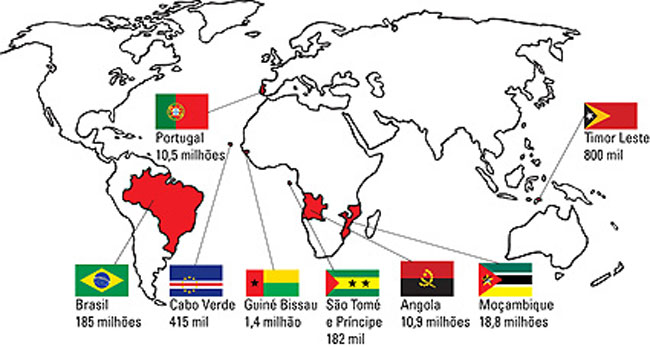 Portugal
10,5 milhões
Timor Leste
800 mil
Brasil
185 milhões
Cabo Verde
415 mil
Guiné Bissau
1,4 milhão
São Tomé
e Príncipe
182 mil
Angola
10,9 milhões
Moçambique
18,8 milhões